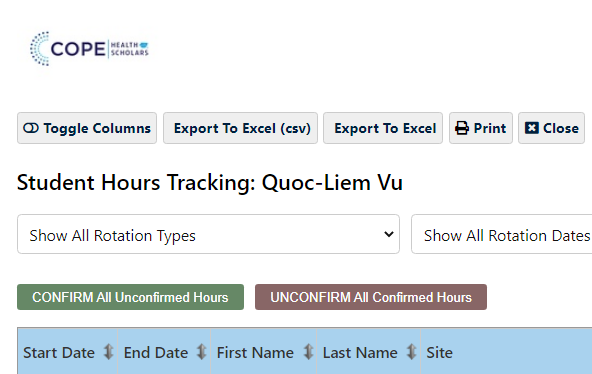 COPE HEALTH SCHOLARS
Toggle Columns Export To Excel (csv) Export To Excel Print Close
Student Hours Tracking: Quoc-Liem Vu
Show All Rotation Types Show All Rotation Dates
CONFIRM All Unconfirmed Hours UNCONFIRM All Confirmed Hours
Start Date End Date First Name Last Name Site